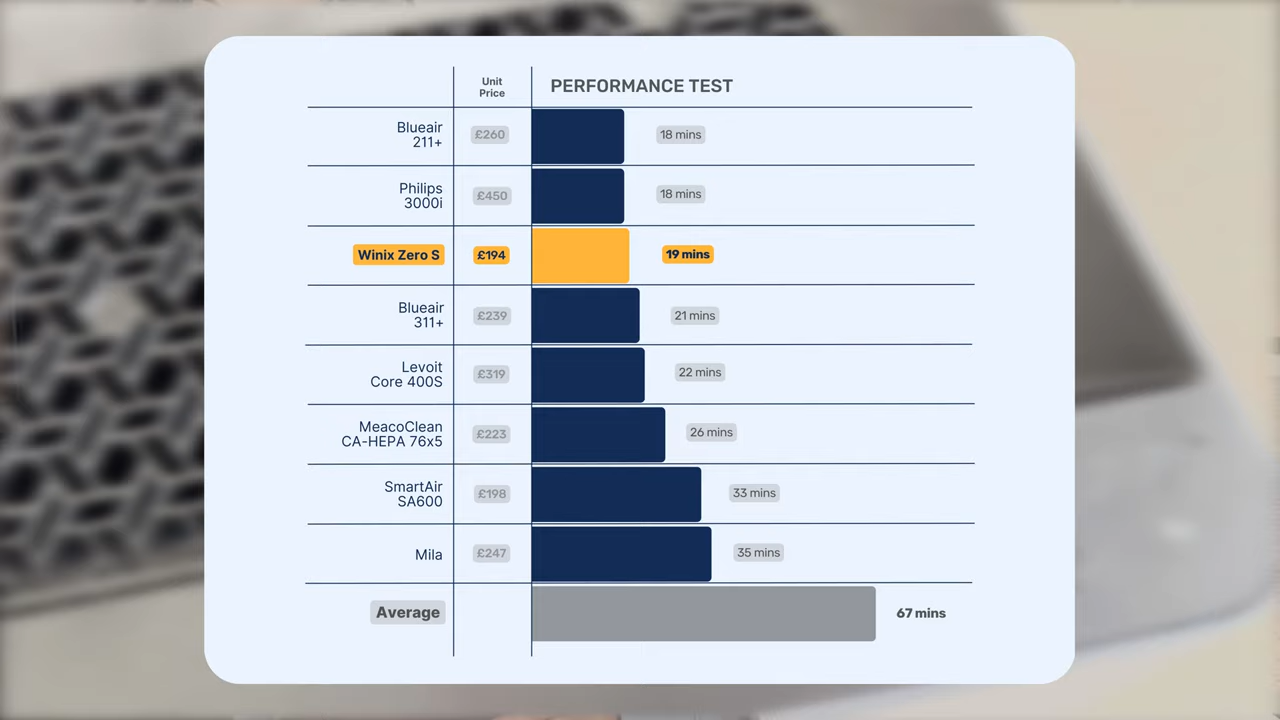 Unit
Price
PERFORMANCE TEST
Blueair
211+
£260
18 mins
Philips
3000i
£450
18 mins
Winix Zero S
£194
19 mins
Blueair
311+
£239
21 mins
Levoit
Core 400S
£319
22 mins
MeacoClean
CA-HEPA 76x5
£223
26 mins
SmartAir
SA600
£198
33 mins
Mila
£247
35 mins
Average
67 mins